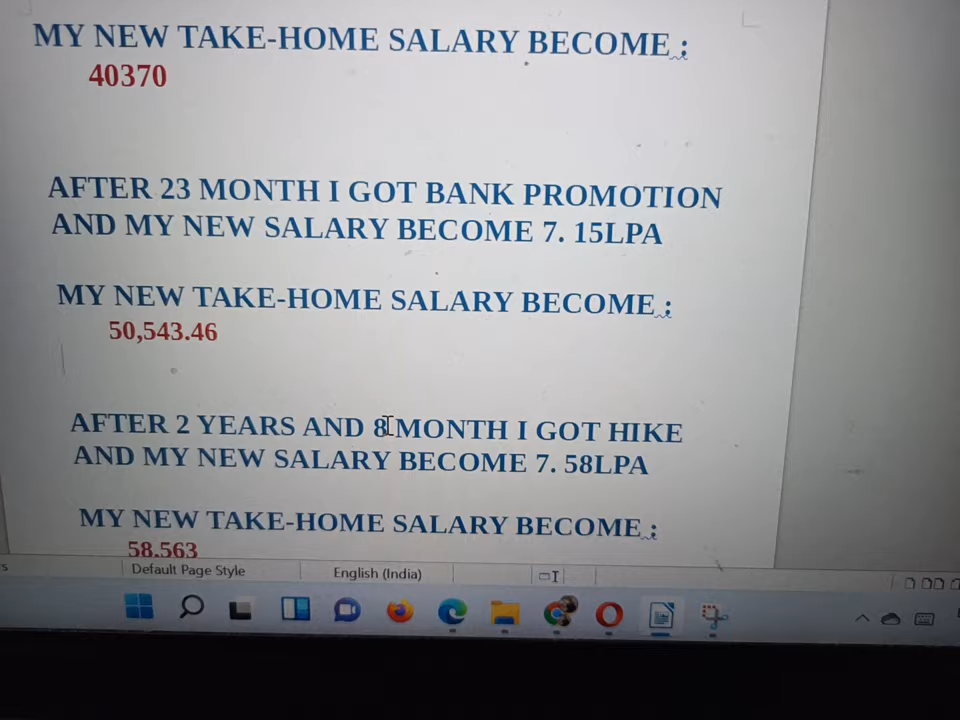 MY NEW TAKE-HOME SALARY BECOME :
40370
AFTER 23 MONTH I GOT BANK PROMOTION
AND MY NEW SALARY BECOME 7. 15LPA
MY NEW TAKE-HOME SALARY BECOME :
50,543.46
AFTER 2 YEARS AND 8 MONTH I GOT HIKE
AND MY NEW SALARY BECOME 7. 58LPA
MY NEW TAKE-HOME SALARY BECOME :
58,563
Default Page Style English (India)